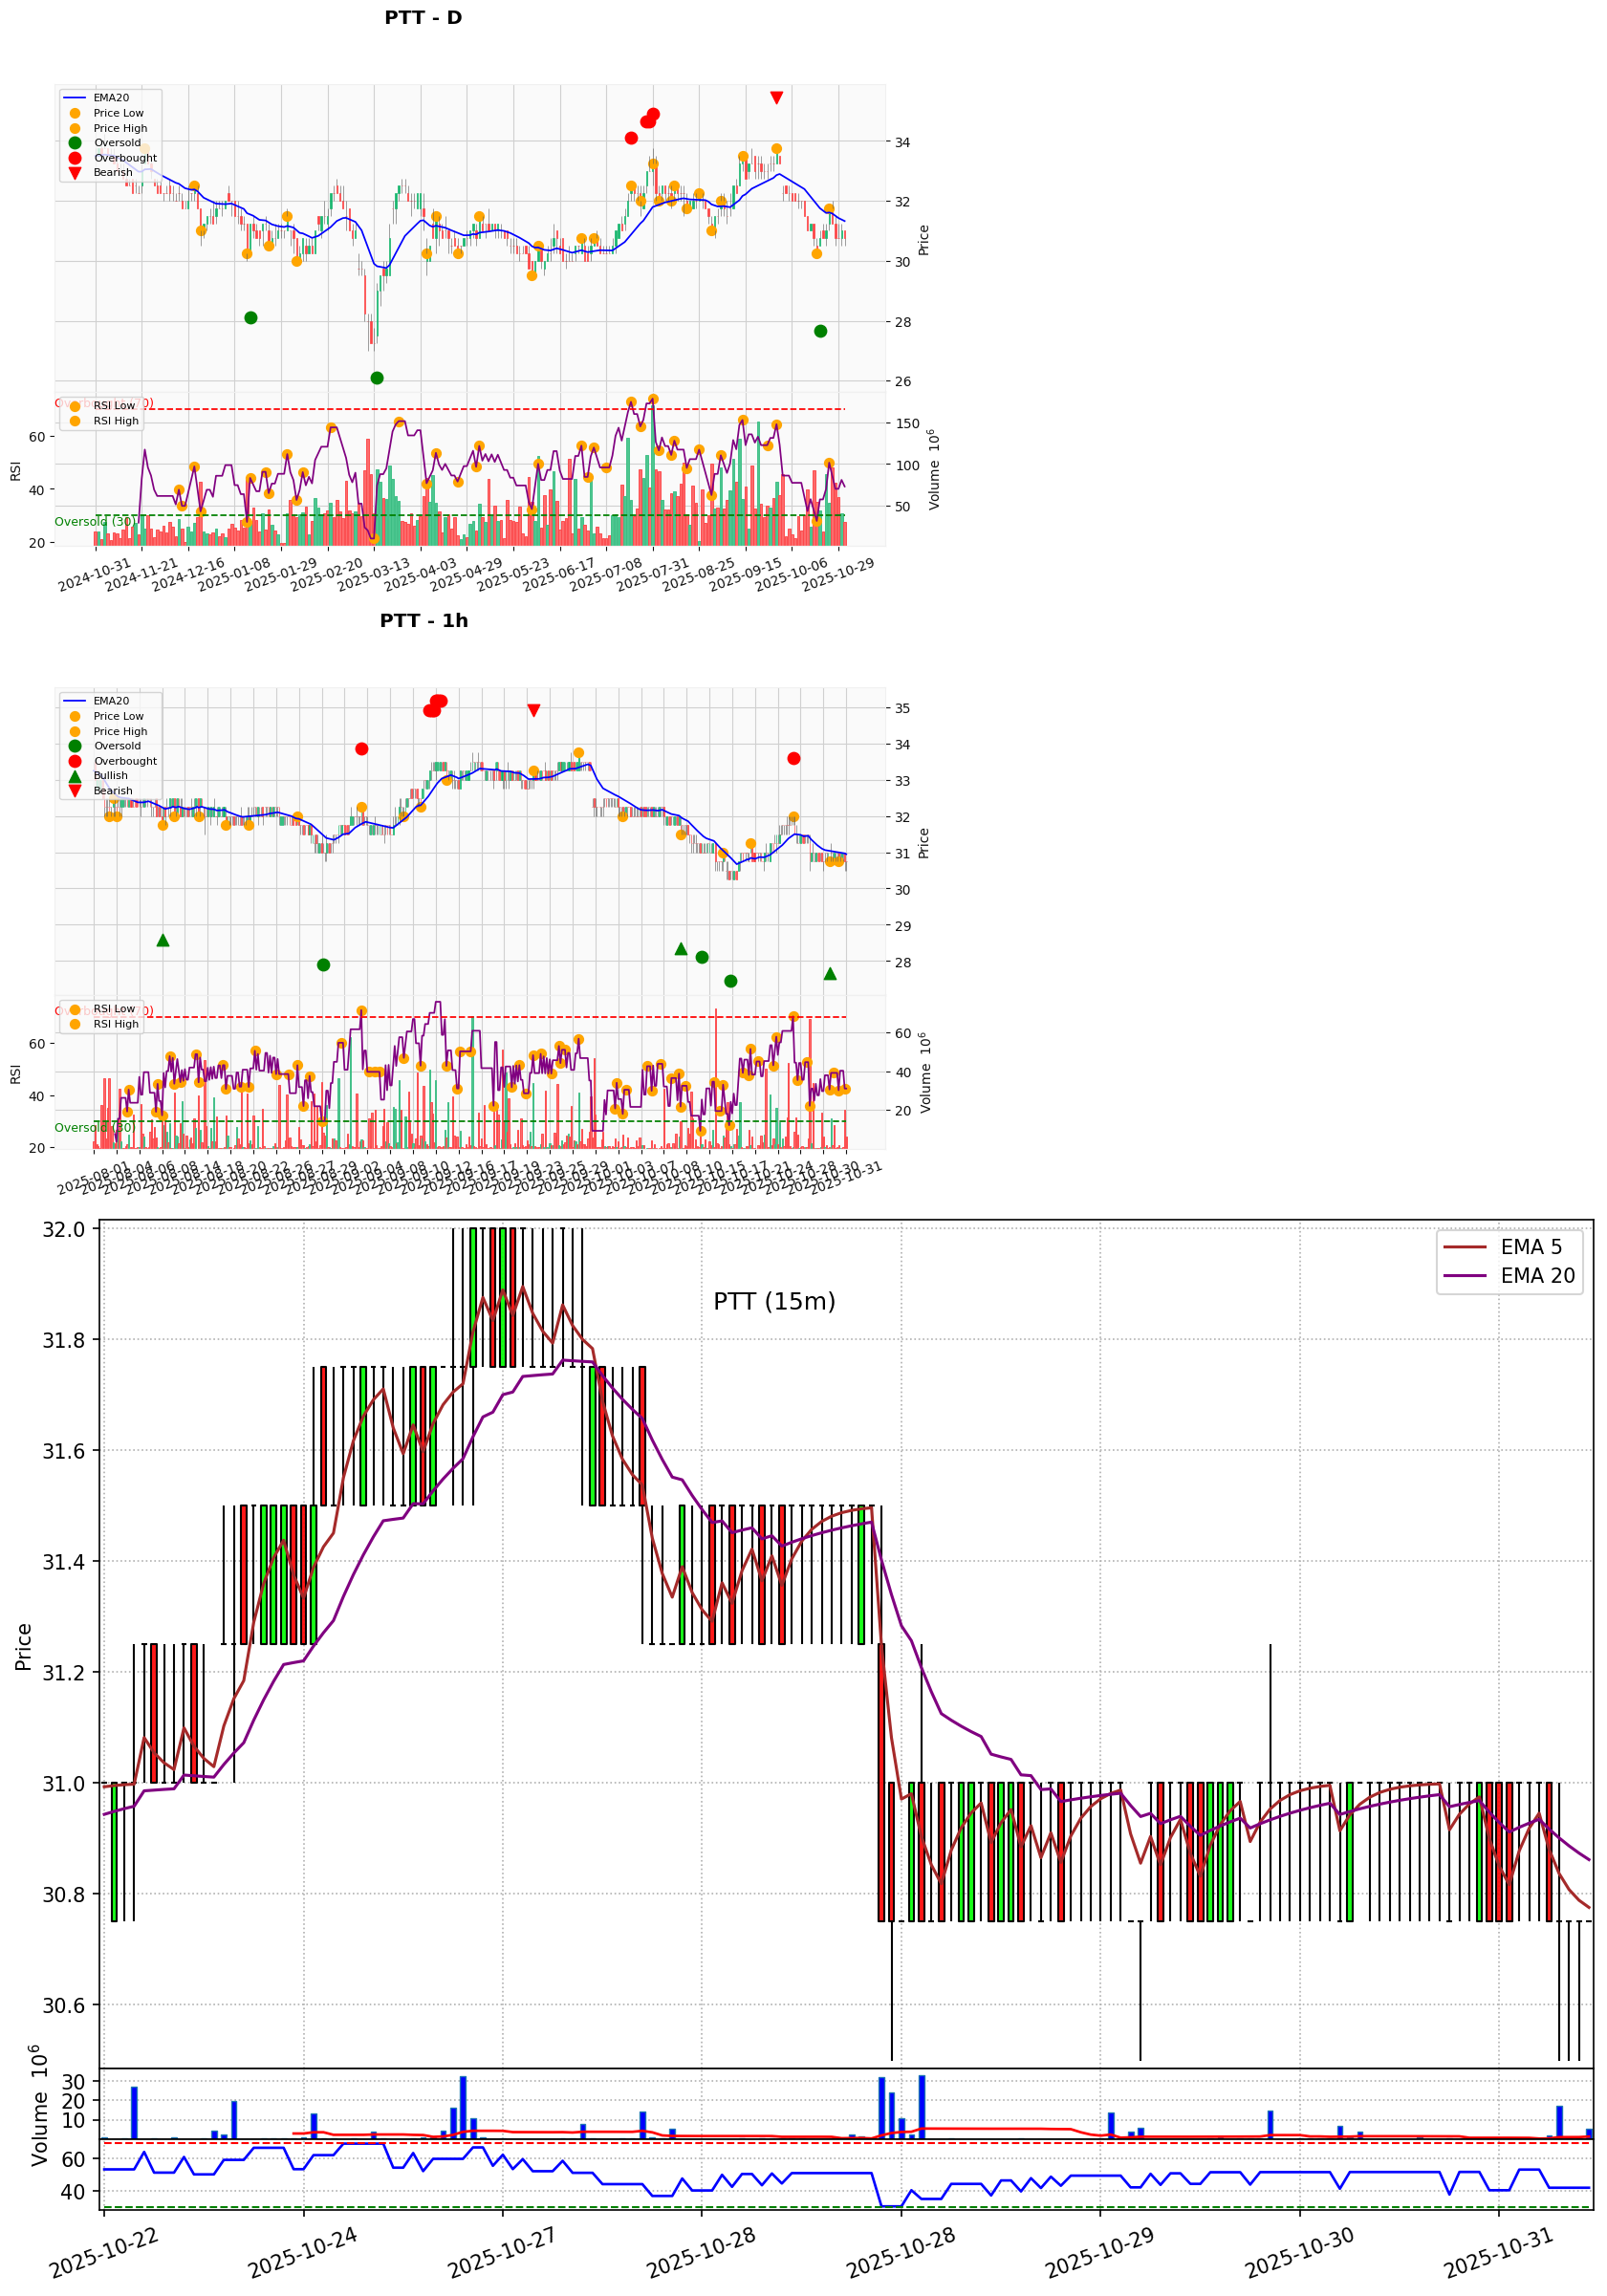 PTT - D
EMA20
Price Low
Price High
Oversold
Overbought
Bearish
34
32
30
28
26
Price
RSI Low
RSI High
Oversold (30)
60
40
20
RSI
150
100
50
Volume 10^6
2024-10-31
2024-11-21
2024-12-16
2025-01-08
2025-01-29
2025-02-20
2025-03-13
2025-04-03
2025-04-29
2025-05-23
2025-06-17
2025-07-08
2025-07-31
2025-08-25
2025-09-15
2025-10-06
2025-10-29
PTT - 1h
EMA20
Price Low
Price High
Oversold
Overbought
Bullish
Bearish
35
34
33
32
31
30
29
28
Price
RSI Low
RSI High
Oversold (30)
60
40
20
RSI
60
40
20
Volume 10^6
2025-10-31
PTT (15m)
EMA 5
EMA 20
32.0
31.8
31.6
31.4
31.2
31.0
30.8
30.6
Price
30
20
10
Volume 10^6
60
40
2025-10-22
2025-10-24
2025-10-27
2025-10-28
2025-10-28
2025-10-29
2025-10-30
2025-10-31